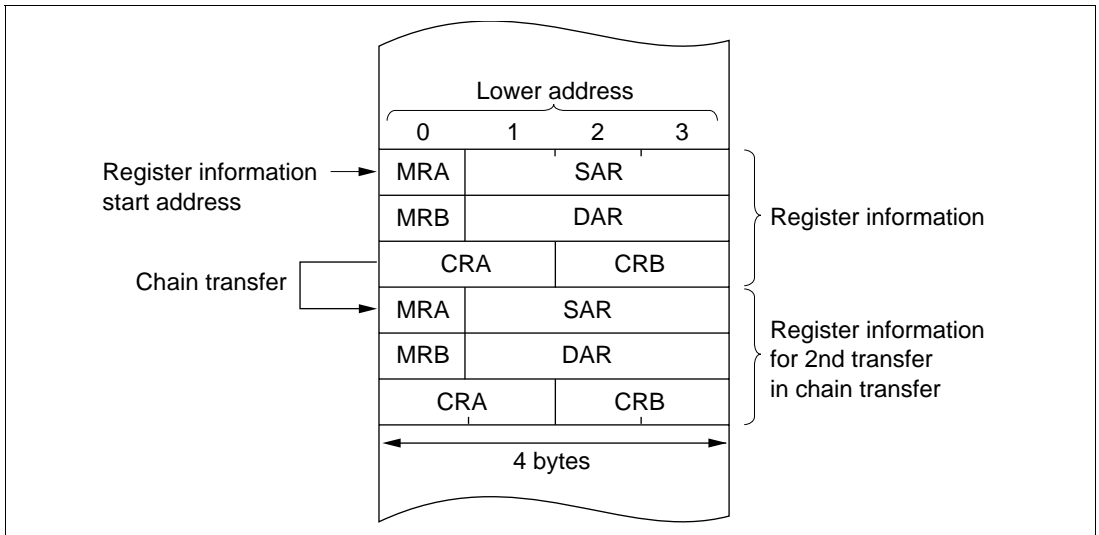 Lower address
0 1 2 3
Register information
start address
MRA SAR
MRB DAR
Register information
CRA CRB
Chain transfer
MRA SAR
MRB DAR
Register information
for 2nd transfer
in chain transfer
CRA CRB
4 bytes